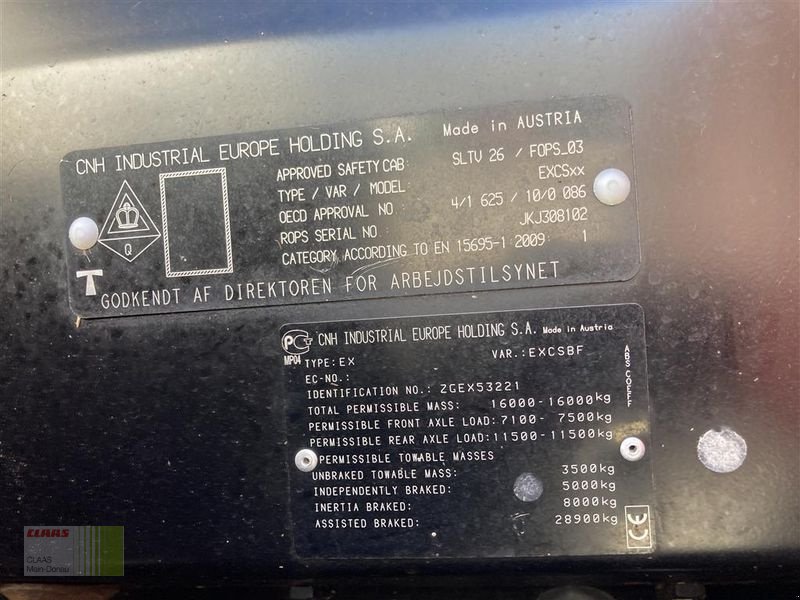 CNH INDUSTRIAL EUROPE HOLDING S.A. Made in AUSTRIA
APPROVED SAFETY CAB: SLTV 26 / FOPS_03
TYPE / VAR / MODEL: EXCSxx
OECD APPROVAL NO : 4/1 625 / 10/0 086
ROPS SERIAL NO.: JKJ308102
CATEGORY ACCORDING TO EN 15695-1 2009: 1
Q
T GODKENDT AF DIREKTOREN FOR ARBEJDSTILSYNET
PG CNH INDUSTRIAL EUROPE HOLDING S.A. Made in Austria
MP04 TYPE: EX VAR.: EXCSBF
EC-NO.:
IDENTIFICATION NO.: ZGEX53221
TOTAL PERMISSIBLE MASS: 16000-16000kg
PERMISSIBLE FRONT AXLE LOAD: 7100- 7500kg
PERMISSIBLE REAR AXLE LOAD: 11500-11500kg
PERMISSIBLE TOWABLE MASSES
UNBRAKED TOWABLE MASS: 3500kg
INDEPENDENTLY BRAKED: 5000kg
INERTIA BRAKED: 8000kg
ASSISTED BRAKED: 28900kg
ABS COEFF
CE
CLAAS
CLAAS
Main-Donau